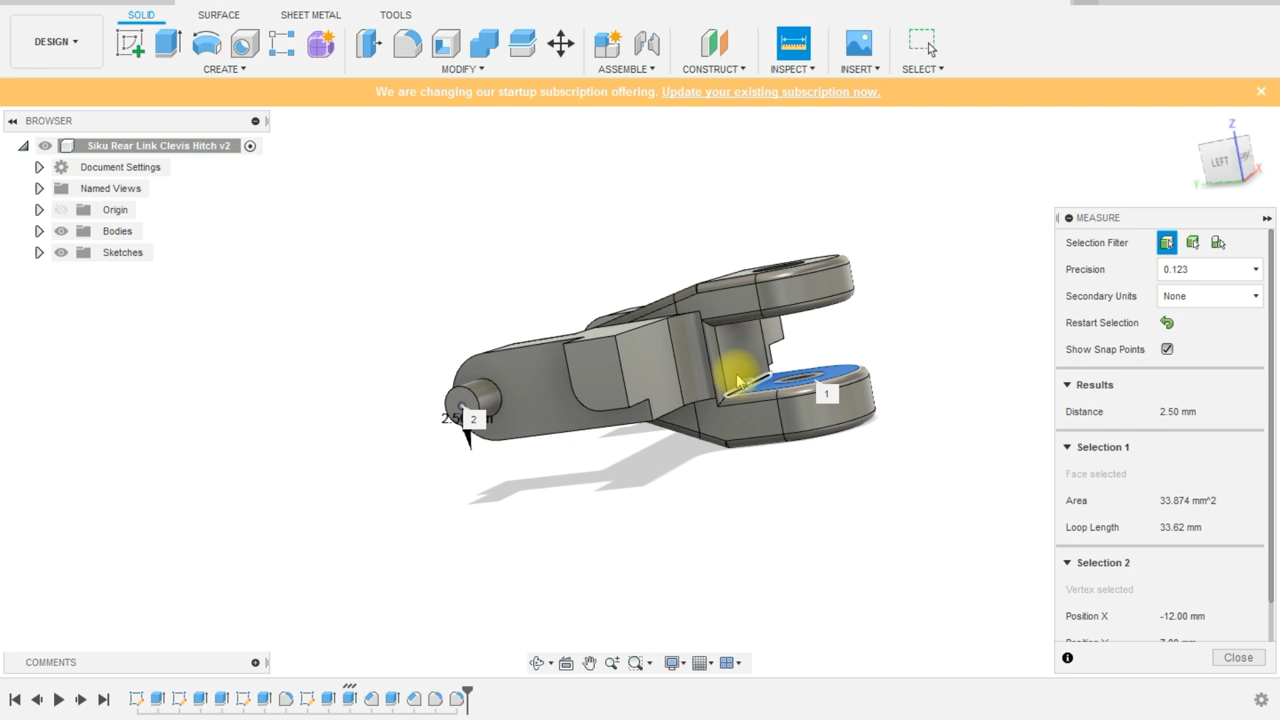 SOLID SURFACE SHEET METAL TOOLS
DESIGN ▾
CREATE ▾ MODIFY ▾ ASSEMBLE ▾ CONSTRUCT ▾ INSPECT ▾ INSERT ▾ SELECT ▾
We are changing our startup subscription offering. Update your existing subscription now.
BROWSER
Siku Rear Link Clevis Hitch v2
Document Settings
Named Views
Origin
Bodies
Sketches
Z
LEFT
Y
X
MEASURE
Selection Filter
Precision 0.123
Secondary Units None
Restart Selection
Show Snap Points
Results
Distance 2.50 mm
Selection 1
Face selected
Area 33.874 mm^2
Loop Length 33.62 mm
Selection 2
Vertex selected
Position X -12.00 mm
Close
1
2
COMMENTS